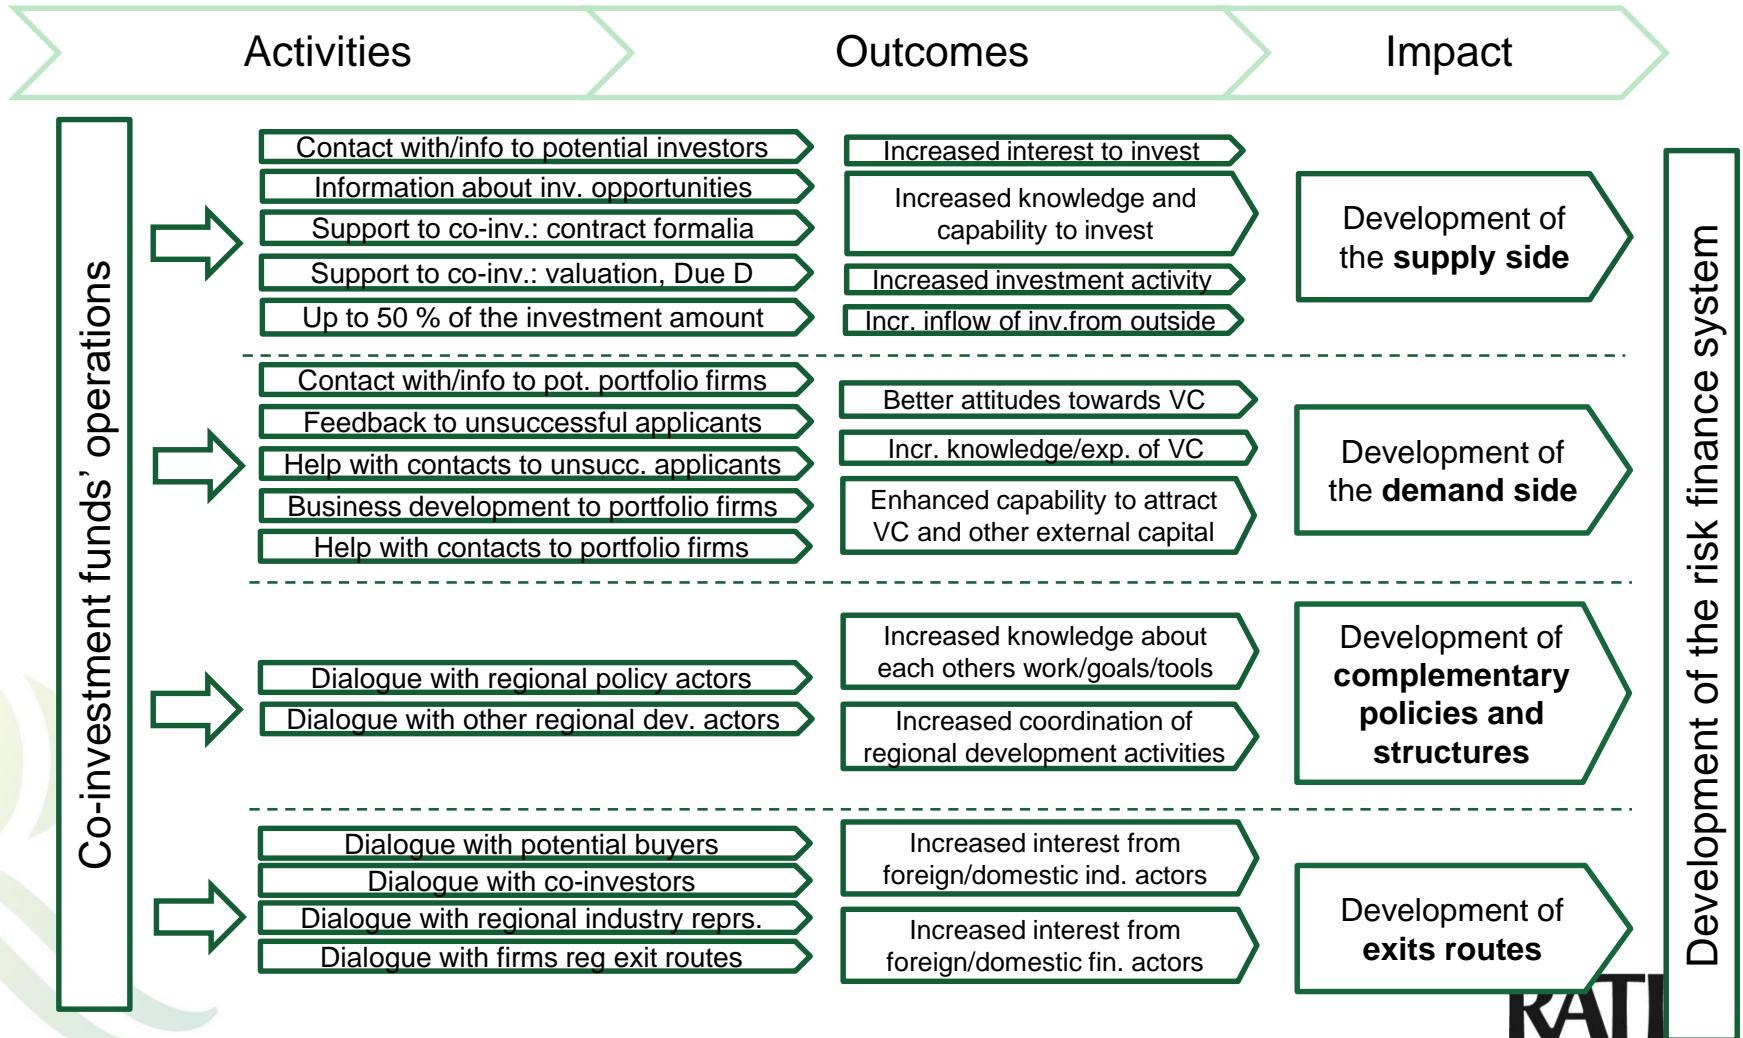 Activities
Outcomes
Impact
Co-investment funds’ operations
Contact with/info to potential investors
Information about inv. opportunities
Support to co-inv.: contract formalia
Support to co-inv.: valuation, Due D
Up to 50 % of the investment amount
Increased interest to invest
Increased knowledge and
capability to invest
Increased investment activity
Incr. inflow of inv.from outside
Development of
the supply side
Contact with/info to pot. portfolio firms
Feedback to unsuccessful applicants
Help with contacts to unsucc. applicants
Business development to portfolio firms
Help with contacts to portfolio firms
Better attitudes towards VC
Incr. knowledge/exp. of VC
Enhanced capability to attract
VC and other external capital
Development of
the demand side
Dialogue with regional policy actors
Dialogue with other regional dev. actors
Increased knowledge about
each others work/goals/tools
Increased coordination of
regional development activities
Development of
complementary
policies and
structures
Dialogue with potential buyers
Dialogue with co-investors
Dialogue with regional industry reprs.
Dialogue with firms reg exit routes
Increased interest from
foreign/domestic ind. actors
Increased interest from
foreign/domestic fin. actors
Development of
exits routes
Development of the risk finance system